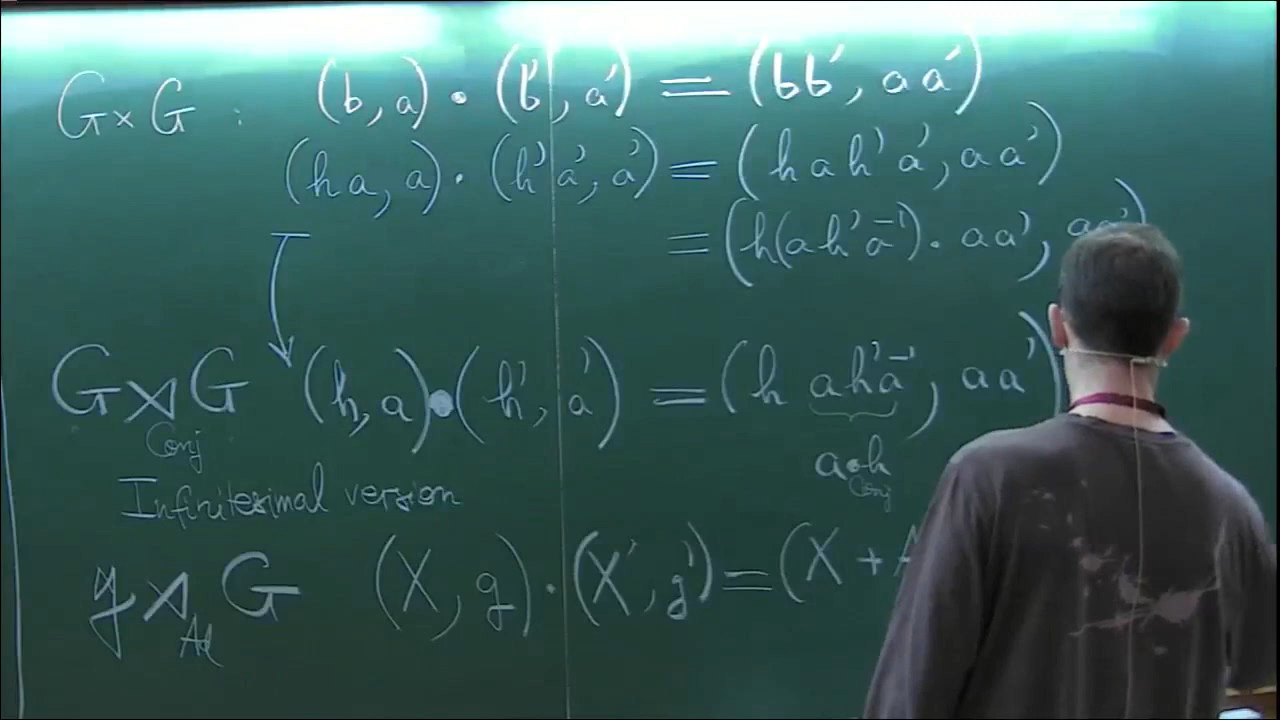 G × G : (b, a) · (b', a') = (bb', aa')
(ha, a) · (h'a', a') = (hah'a', aa')
= (h(ah'a⁻¹) · aa', aa')
G ⋊ G (h, a) · (h', a') = (h ah'a⁻¹, aa')
Conj
a • h
Conj
Infinitesimal version
𝔤 ⋊ G (X, g) · (X', g') = (X + A
Ad